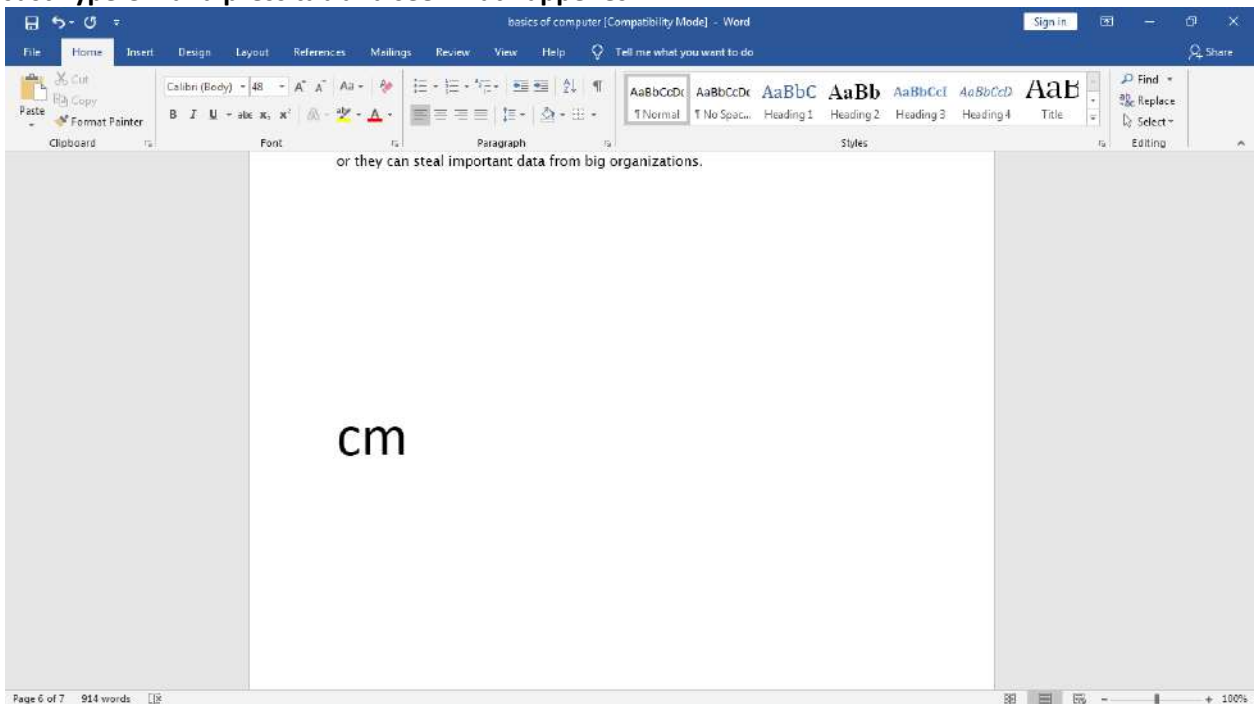 basics of computer [Compatibility Mode] - Word
Sign in
File Home Insert Design Layout References Mailings Review View Help Tell me what you want to do Share
Paste
Cut
Copy
Format Painter
Clipboard
Calibri (Body) 48
Font
Paragraph
AaBbCcDc AaBbCcDc AaBbC AaBb AaBbCcI AaBbCcD AaB
¶ Normal ¶ No Spac... Heading 1 Heading 2 Heading 3 Heading 4 Title
Styles
Find
Replace
Select
Editing
or they can steal important data from big organizations.
cm
Page 6 of 7 914 words 100%